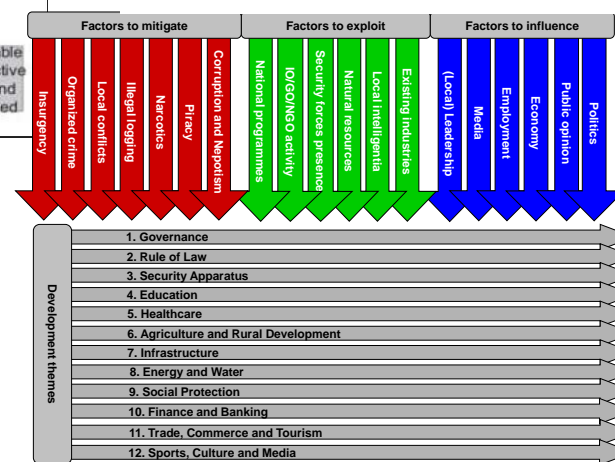 Factors to mitigate
Factors to exploit
Factors to influence
Insurgency
Organized crime
Local conflicts
Illegal logging
Narcotics
Piracy
Corruption and Nepotism
National programmes
IO/GO/NGO activity
Security forces presence
Natural resources
Local intelligentia
Existing industries
(Local) Leadership
Media
Employment
Economy
Public opinion
Politics
Development themes
1. Governance
2. Rule of Law
3. Security Apparatus
4. Education
5. Healthcare
6. Agriculture and Rural Development
7. Infrastructure
8. Energy and Water
9. Social Protection
10. Finance and Banking
11. Trade, Commerce and Tourism
12. Sports, Culture and Media